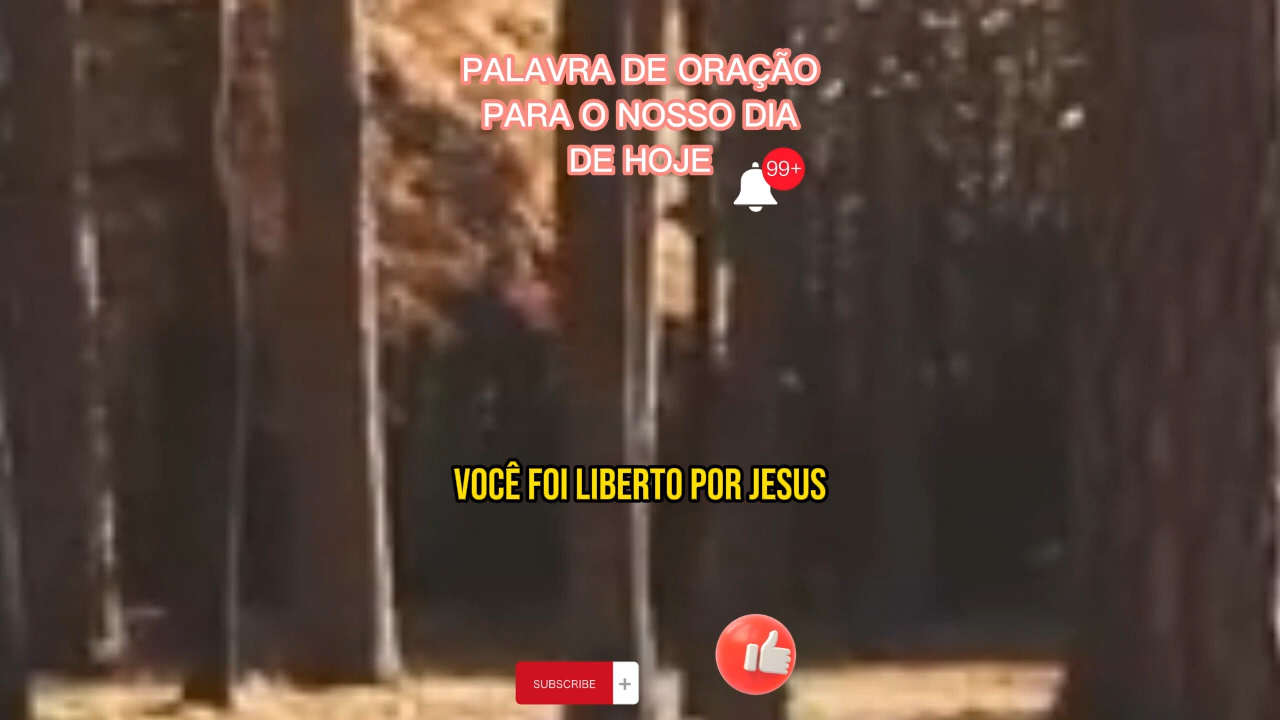 PALAVRA DE ORAÇÃO
PARA O NOSSO DIA
DE HOJE
99+
VOCÊ FOI LIBERTO POR JESUS
SUBSCRIBE +